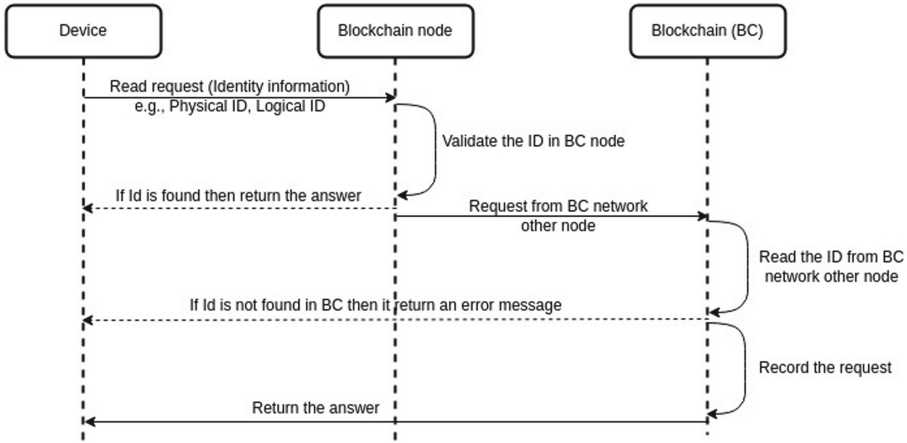 Device
Blockchain node
Blockchain (BC)
Read request (Identity information)
e.g., Physical ID, Logical ID
Validate the ID in BC node
If Id is found then return the answer
Request from BC network
other node
Read the ID from BC
network other node
If Id is not found in BC then it return an error message
Record the request
Return the answer